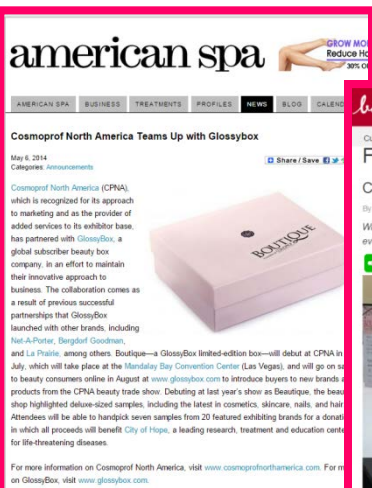 american spa
GROW MO
Reduce Ha
30% O
AMERICAN SPA BUSINESS TREATMENTS PROFILES NEWS BLOG CALEND
Cosmoprof North America Teams Up with Glossybox
May 6, 2014
Categories: Announcements
Share / Save
Cosmoprof North America (CPNA),
which is recognized for its approach
to marketing and as the provider of
added services to its exhibitor base,
has partnered with GlossyBox, a
global subscriber beauty box
company, in an effort to maintain
their innovative approach to
business. The collaboration comes as
a result of previous successful
partnerships that GlossyBox
launched with other brands, including
Net-A-Porter, Bergdorf Goodman,
and La Prairie, among others. Boutique—a GlossyBox limited-edition box—will debut at CPNA in
July, which will take place at the Mandalay Bay Convention Center (Las Vegas), and will go on sa
to beauty consumers online in August at www.glossybox.com to introduce buyers to new brands a
products from the CPNA beauty trade show. Debuting at last year's show as Beautique, the beau
shop highlighted deluxe-sized samples, including the latest in cosmetics, skincare, nails, and hair
Attendees will be able to handpick seven samples from 20 featured exhibiting brands for a donati
in which all proceeds will benefit City of Hope, a leading research, treatment and education cente
for life-threatening diseases.
For more information on Cosmoprof North America, visit www.cosmoprofnorthamerica.com. For m
on GlossyBox, visit www.glossybox.com.
BOUTIQUE
Cu
F
C
By
W
ev